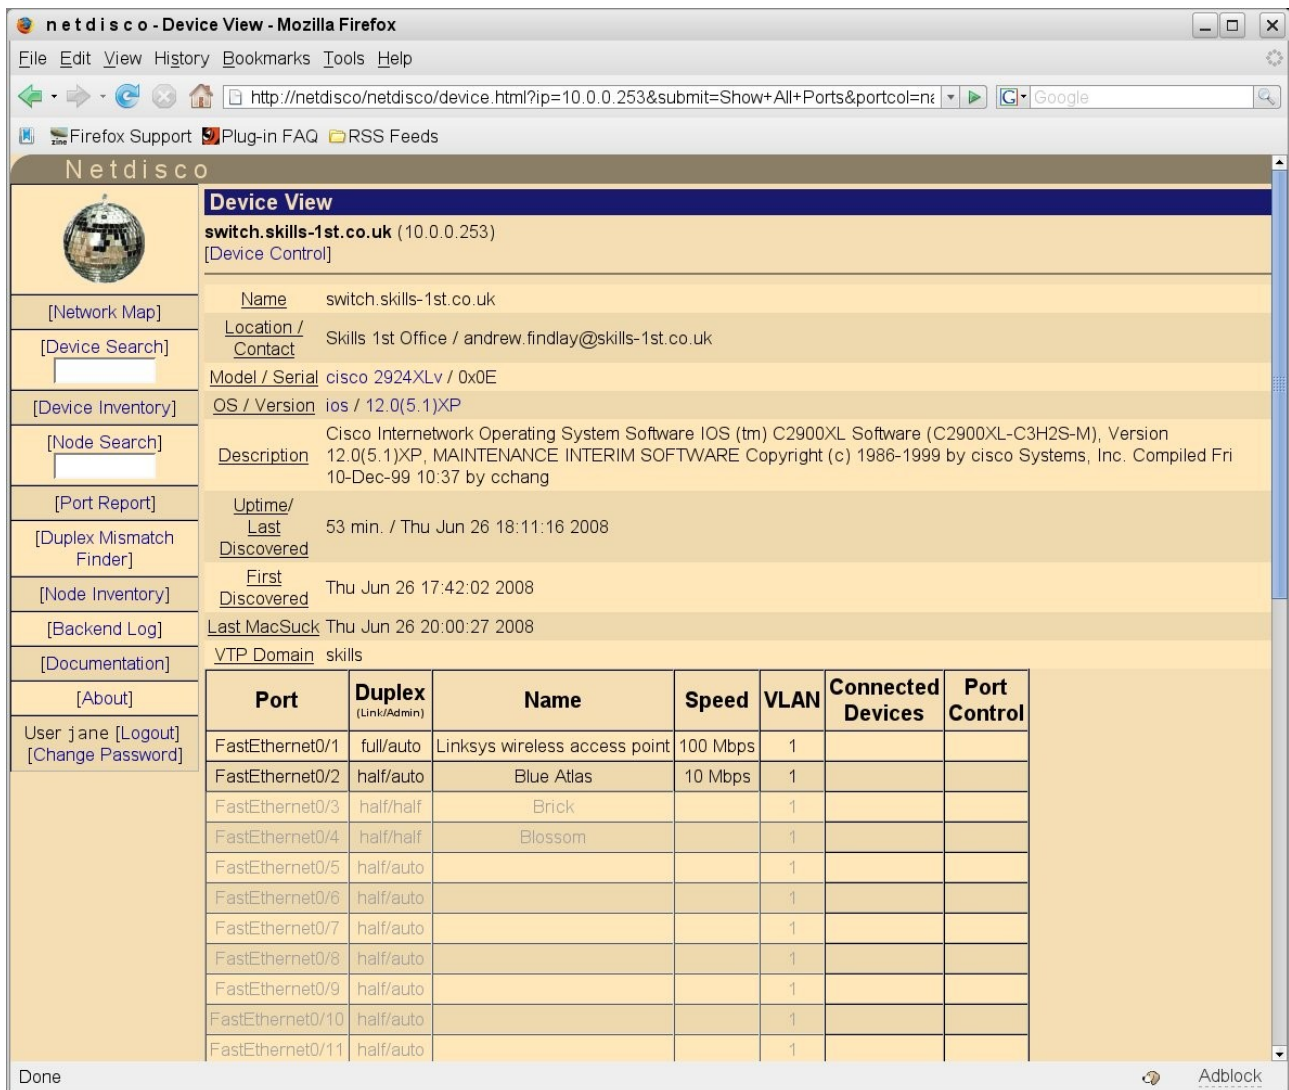 n e t d i s c o - Device View - Mozilla Firefox
File Edit View History Bookmarks Tools Help
http://netdisco/netdisco/device.html?ip=10.0.0.253&submit=Show+All+Ports&portcol=na
G Google
Firefox Support Plug-in FAQ RSS Feeds
Netdisco
[Network Map]
[Device Search]
[Device Inventory]
[Node Search]
[Port Report]
[Duplex Mismatch
Finder]
[Node Inventory]
[Backend Log]
[Documentation]
[About]
User jane [Logout]
[Change Password]
Device View
switch.skills-1st.co.uk (10.0.0.253)
[Device Control]
Name switch.skills-1st.co.uk
Location /
Contact Skills 1st Office / andrew.findlay@skills-1st.co.uk
Model / Serial cisco 2924XLv / 0x0E
OS / Version ios / 12.0(5.1)XP
Description Cisco Internetwork Operating System Software IOS (tm) C2900XL Software (C2900XL-C3H2S-M), Version
12.0(5.1)XP, MAINTENANCE INTERIM SOFTWARE Copyright (c) 1986-1999 by cisco Systems, Inc. Compiled Fri
10-Dec-99 10:37 by cchang
Uptime/
Last
Discovered 53 min. / Thu Jun 26 18:11:16 2008
First
Discovered Thu Jun 26 17:42:02 2008
Last MacSuck Thu Jun 26 20:00:27 2008
VTP Domain skills
Port Duplex (Link/Admin) Name Speed VLAN Connected Devices Port Control
FastEthernet0/1 full/auto Linksys wireless access point 100 Mbps 1
FastEthernet0/2 half/auto Blue Atlas 10 Mbps 1
FastEthernet0/3 half/half Brick 1
FastEthernet0/4 half/half Blossom 1
FastEthernet0/5 half/auto 1
FastEthernet0/6 half/auto 1
FastEthernet0/7 half/auto 1
FastEthernet0/8 half/auto 1
FastEthernet0/9 half/auto 1
FastEthernet0/10 half/auto 1
FastEthernet0/11 half/auto 1
Done Adblock